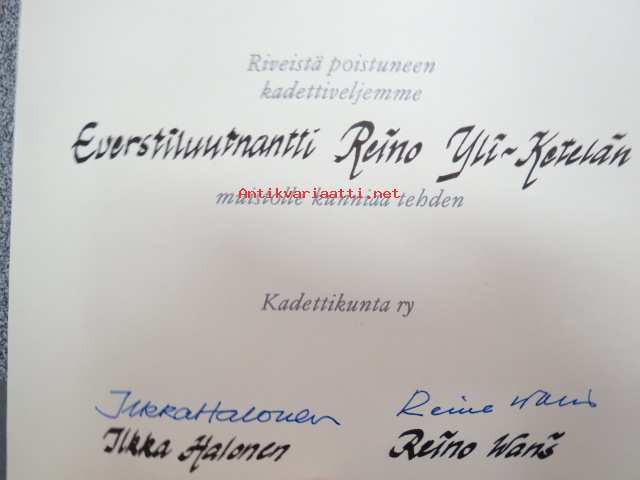 Riveistä poistuneen
kadettiveljemme
Everstiluutnantti Reino Yli-Ketelän
Antikvariaatti.net
muistolle kunniaa tehden
Kadettikunta ry
Ilkka Halonen Reino Wans
Ilkka Halonen Reino Wans